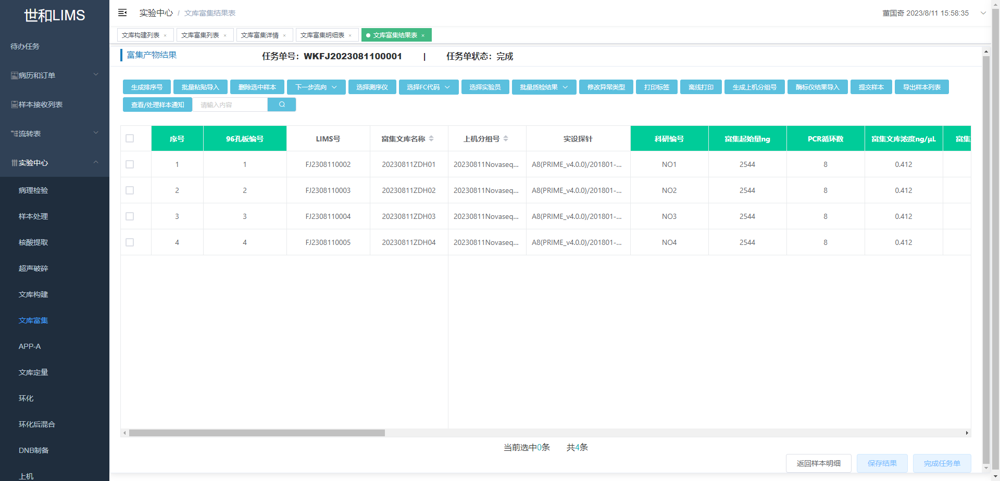 世和LIMS
待办任务
病历和订单
样本接收列表
流转表
实验中心
病理检验
样本处理
核酸提取
超声破碎
文库构建
文库富集
APP-A
文库定量
环化
环化后混合
DNB制备
上机
实验中心 / 文库富集结果表
董国奇 2023/8/11 15:58:35
文库构建列表 × 文库富集列表 × 文库富集详情 × 文库富集明细表 × 文库富集结果表 ×
富集产物结果 任务单号：WKFJ2023081100001 | 任务单状态：完成
生成排序号 批量粘贴导入 删除选中样本 下一步流向 选择测序仪 选择FC代码 选择实验员 批量质检结果 修改异常类型 打印标签 离线打印 生成上机分组号 酶标仪结果导入 提交样本 导出样本列表
查看/处理样本通知 请输入内容
序号 96孔板编号 LIMS号 富集文库名称 上机分组号 实设探针 科研编号 富集起始量ng PCR循环数 富集文库浓度ng/μL 富集
1 1 FJ2308110002 20230811ZDH01 20230811Novaseq... A8(PRIME_v4.0.0)/201801-... NO1 2544 8 0.412
2 2 FJ2308110003 20230811ZDH02 20230811Novaseq... A8(PRIME_v4.0.0)/201801-... NO2 2544 8 0.412
3 3 FJ2308110004 20230811ZDH03 20230811Novaseq... A8(PRIME_v4.0.0)/201801-... NO3 2544 8 0.412
4 4 FJ2308110005 20230811ZDH04 20230811Novaseq... A8(PRIME_v4.0.0)/201801-... NO4 2544 8 0.412
当前选中0条 共4条
返回样本明细 保存结果 完成任务单